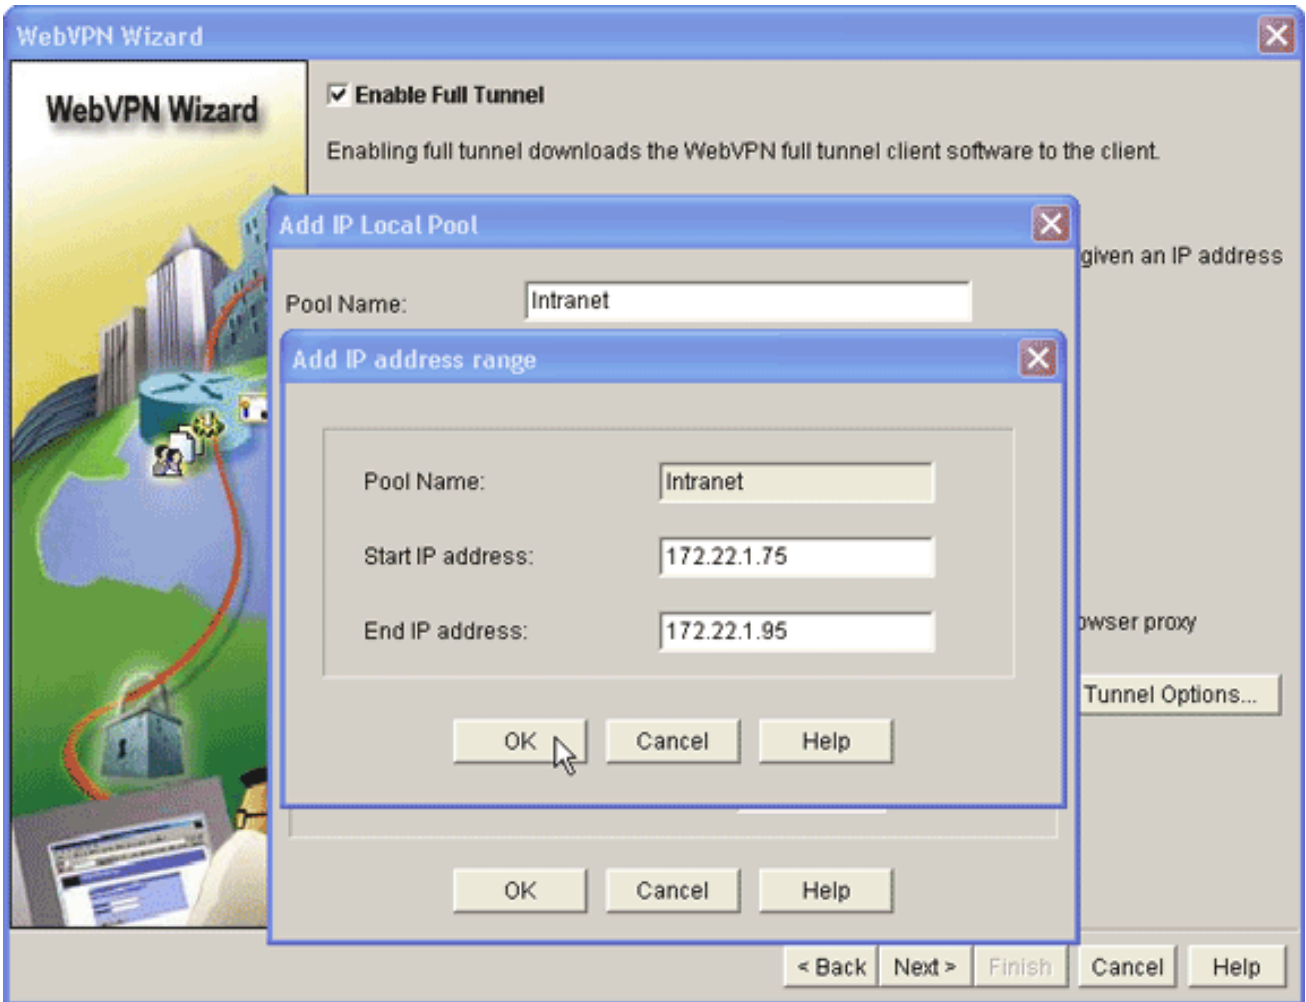 WebVPN Wizard
WebVPN Wizard
Enable Full Tunnel
Enabling full tunnel downloads the WebVPN full tunnel client software to the client.
Add IP Local Pool
given an IP address
Pool Name: Intranet
Add IP address range
Pool Name: Intranet
Start IP address: 172.22.1.75
End IP address: 172.22.1.95
proxy
Tunnel Options...
OK Cancel Help
OK Cancel Help
< Back Next > Finish Cancel Help